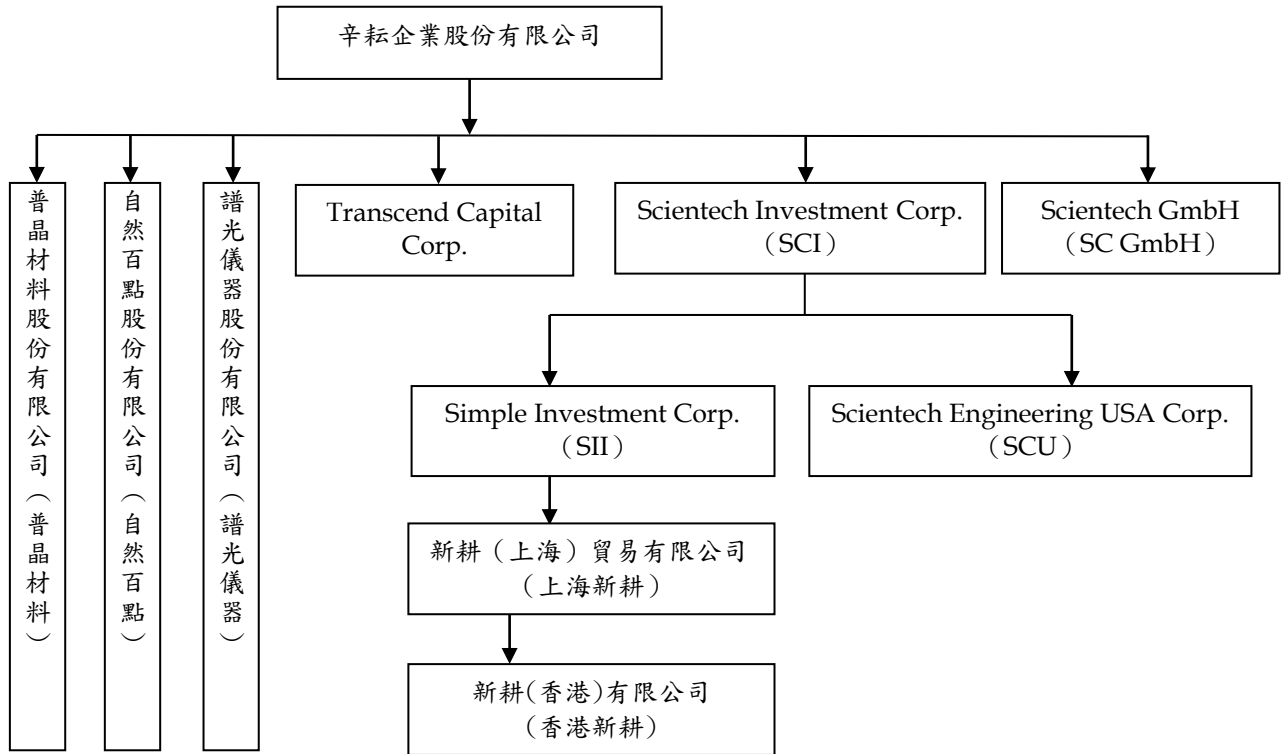 辛耘企業股份有限公司
普晶材料股份有限公司（普晶材料）
自然百點股份有限公司（自然百點）
譜光儀器股份有限公司（譜光儀器）
Transcend Capital
Corp.
Scientech Investment Corp.
（SCI）
Scientech GmbH
（SC GmbH）
Simple Investment Corp.
（SII）
Scientech Engineering USA Corp.
（SCU）
新耕（上海）貿易有限公司
（上海新耕）
新耕(香港)有限公司
(香港新耕)